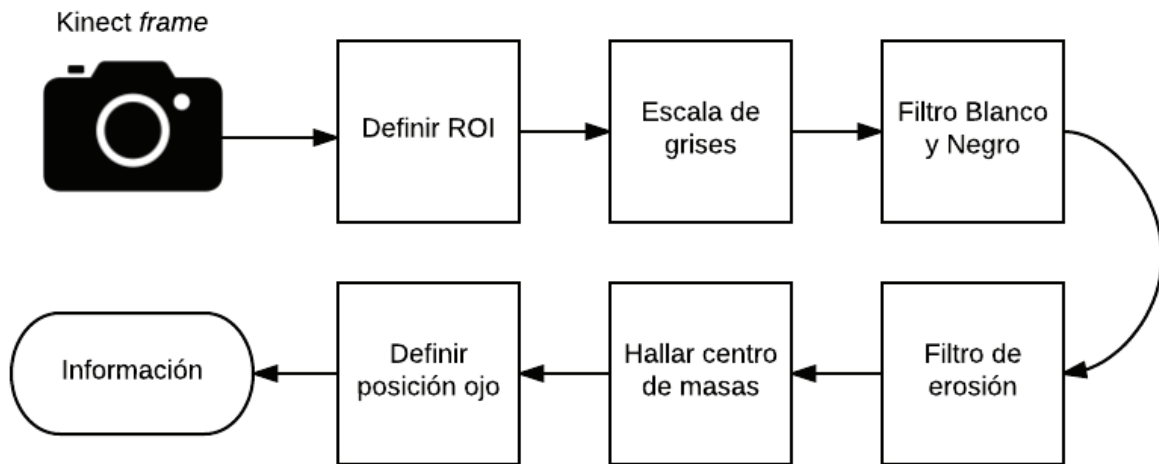 Kinect frame
Definir ROI
Escala de
grises
Filtro Blanco
y Negro
Filtro de
erosión
Hallar centro
de masas
Definir
posición ojo
Información